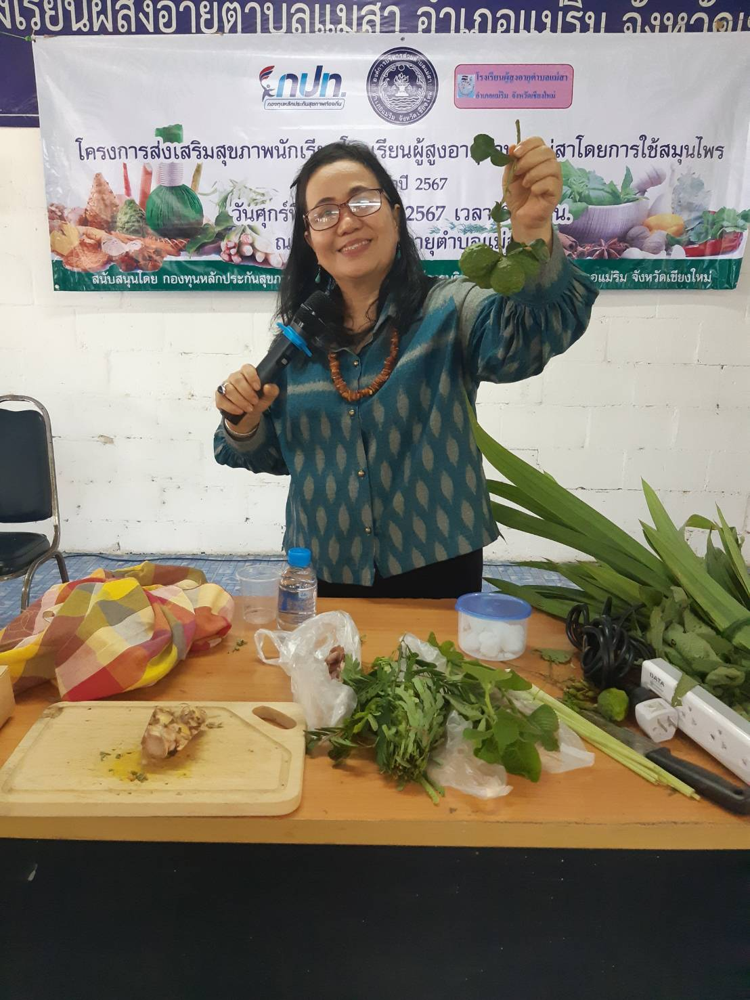 งเรียนผู้สูงอายุตำบลแม่สา อำเภอแม่ริม จังหวัด
กปท.
กองทุนหลักประกันสุขภาพท้องถิ่น
องค์การบริหารส่วนตำบลแม่สา
อำเภอแม่ริม จังหวัดเชียงใหม่
โรงเรียนผู้สูงอายุตำบลแม่สา
อำเภอแม่ริม จังหวัดเชียงใหม่
โครงการส่งเสริมสุขภาพนักเรีย เรียนผู้สูงอา ม่สาโดยการใช้สมุนไพร
ปี 2567
วันศุกร์ที่ 2567 เวลา น.
ณ ายุตำบลแม่ส
สนับสนุนโดย กองทุนหลักประกันสุขภ อแม่ริม จังหวัดเชียงใหม่
DATA